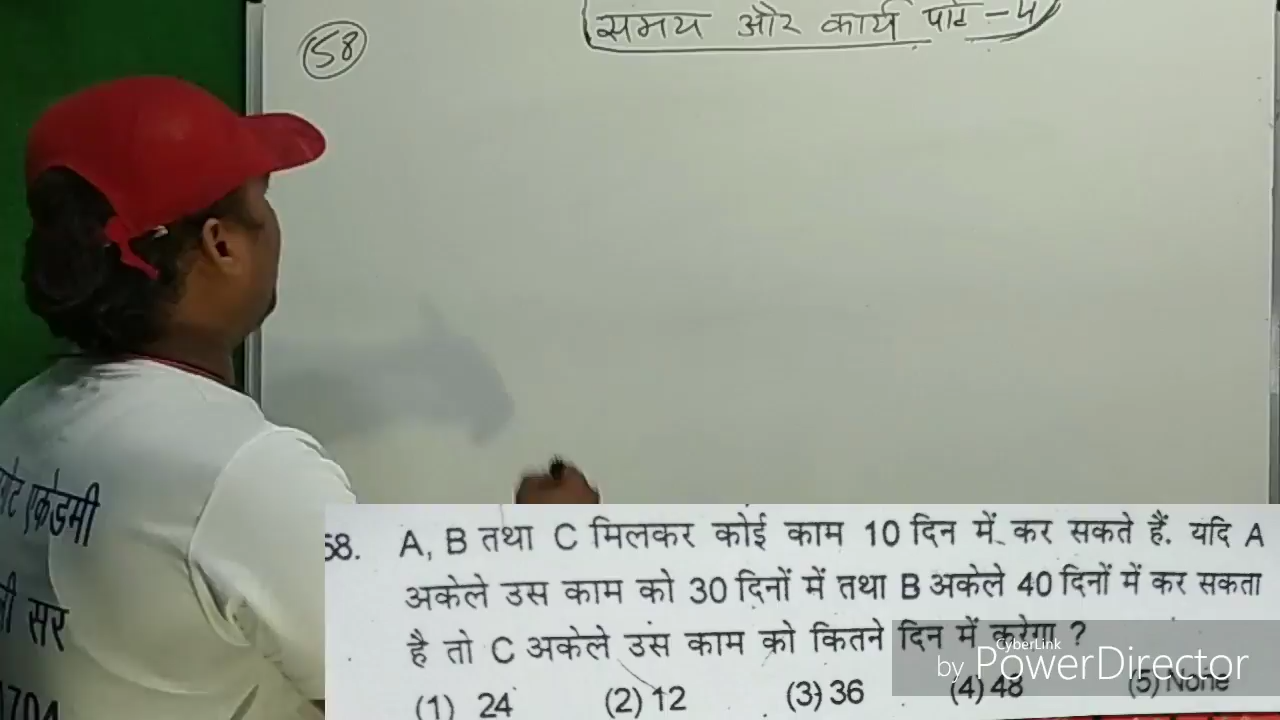 58
समय और कार्य पार्ट - 4
एकेडमी
सर
58. A, B तथा C मिलकर कोई काम 10 दिन में कर सकते हैं. यदि A
अकेले उस काम को 30 दिनों में तथा B अकेले 40 दिनों में कर सकता
है तो C अकेले उस काम को कितने दिन में करेगा ?
(1) 24 (2) 12 (3) 36 (4) 48 (5) None
CyberLink
by PowerDirector